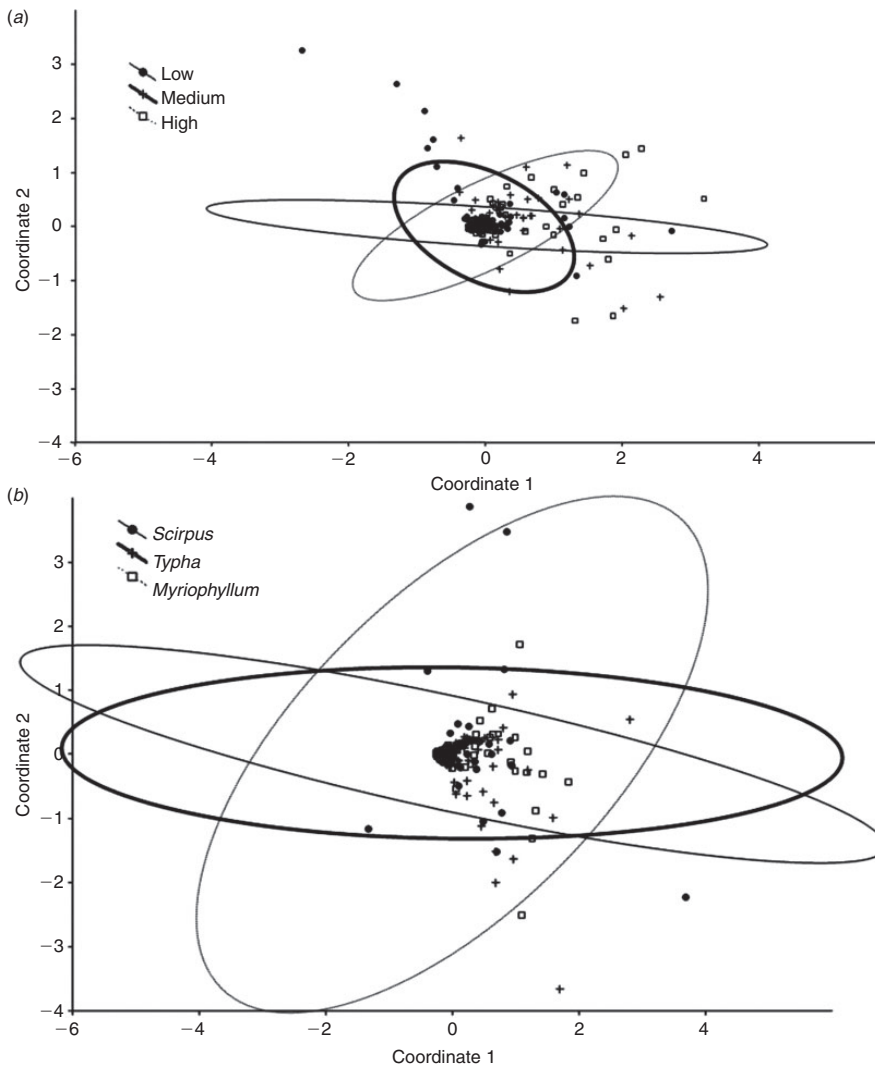 (a)
Low
Medium
High
3
2
1
0
−1
−2
−3
−4
Coordinate 2
−6
−4
−2
0
2
4
Coordinate 1
(b)
Scirpus
Typha
Myriophyllum
3
2
1
0
−1
−2
−3
−4
Coordinate 2
−6
−4
−2
0
2
4
Coordinate 1